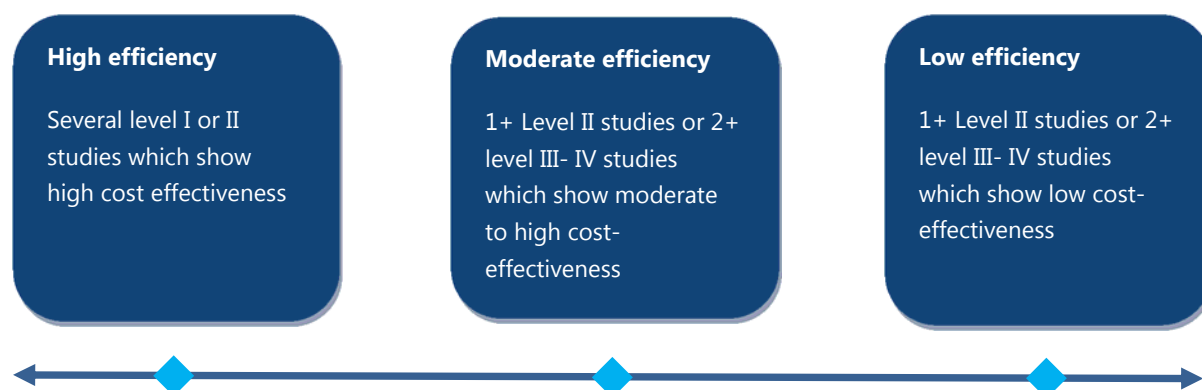 High efficiency
Several level I or II
studies which show
high cost effectiveness
Moderate efficiency
1+ Level II studies or 2+
level III- IV studies
which show moderate
to high cost-
effectiveness
Low efficiency
1+ Level II studies or 2+
level III- IV studies
which show low cost-
effectiveness